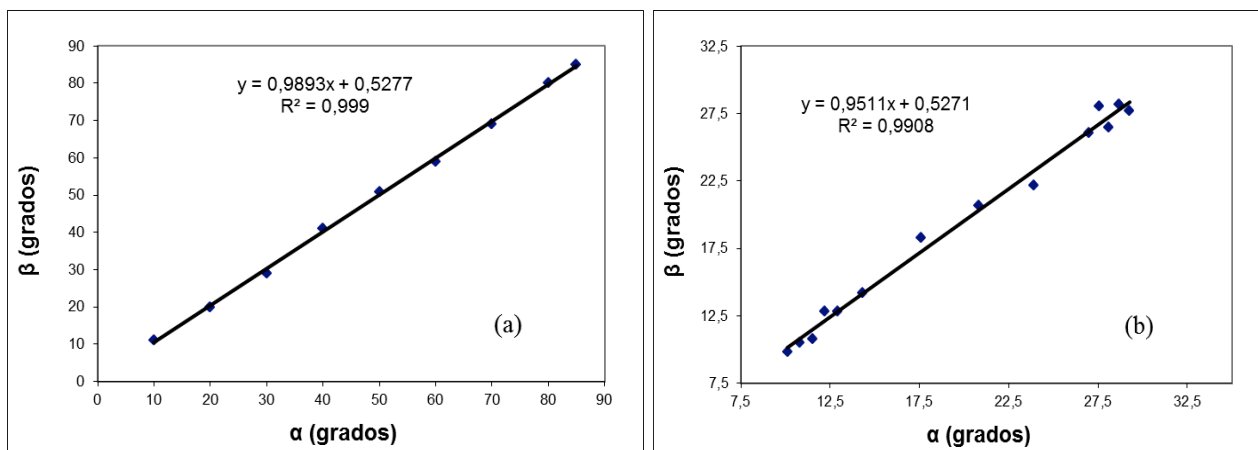 90
80
70
60
50
40
30
20
10
0
β (grados)
y = 0,9893x + 0,5277
R² = 0,999
(a)
0 10 20 30 40 50 60 70 80 90
α (grados)
32,5
27,5
22,5
17,5
12,5
7,5
β (grados)
y = 0,9511x + 0,5271
R² = 0,9908
(b)
7,5 12,5 17,5 22,5 27,5 32,5
α (grados)